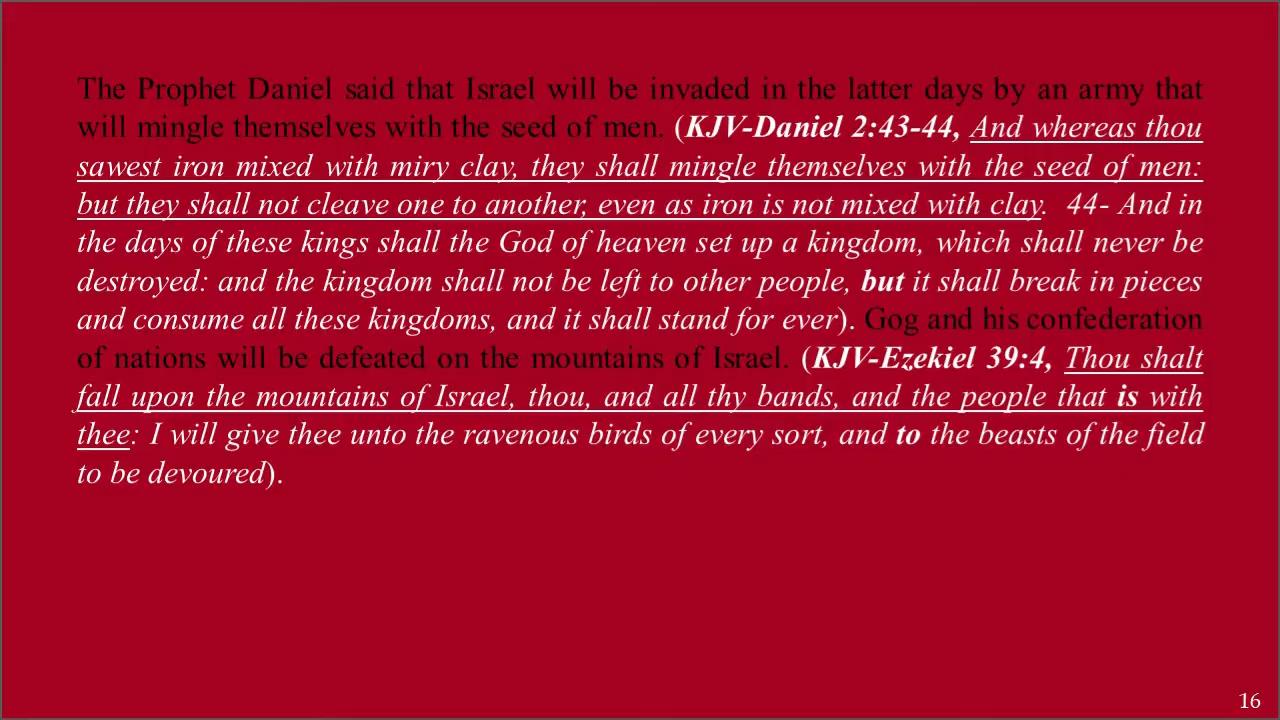 The Prophet Daniel said that Israel will be invaded in the latter days by an army that
will mingle themselves with the seed of men. (KJV-Daniel 2:43-44, And whereas thou
sawest iron mixed with miry clay, they shall mingle themselves with the seed of men:
but they shall not cleave one to another, even as iron is not mixed with clay. 44- And in
the days of these kings shall the God of heaven set up a kingdom, which shall never be
destroyed: and the kingdom shall not be left to other people, but it shall break in pieces
and consume all these kingdoms, and it shall stand for ever). Gog and his confederation
of nations will be defeated on the mountains of Israel. (KJV-Ezekiel 39:4, Thou shalt
fall upon the mountains of Israel, thou, and all thy bands, and the people that is with
thee: I will give thee unto the ravenous birds of every sort, and to the beasts of the field
to be devoured).
16